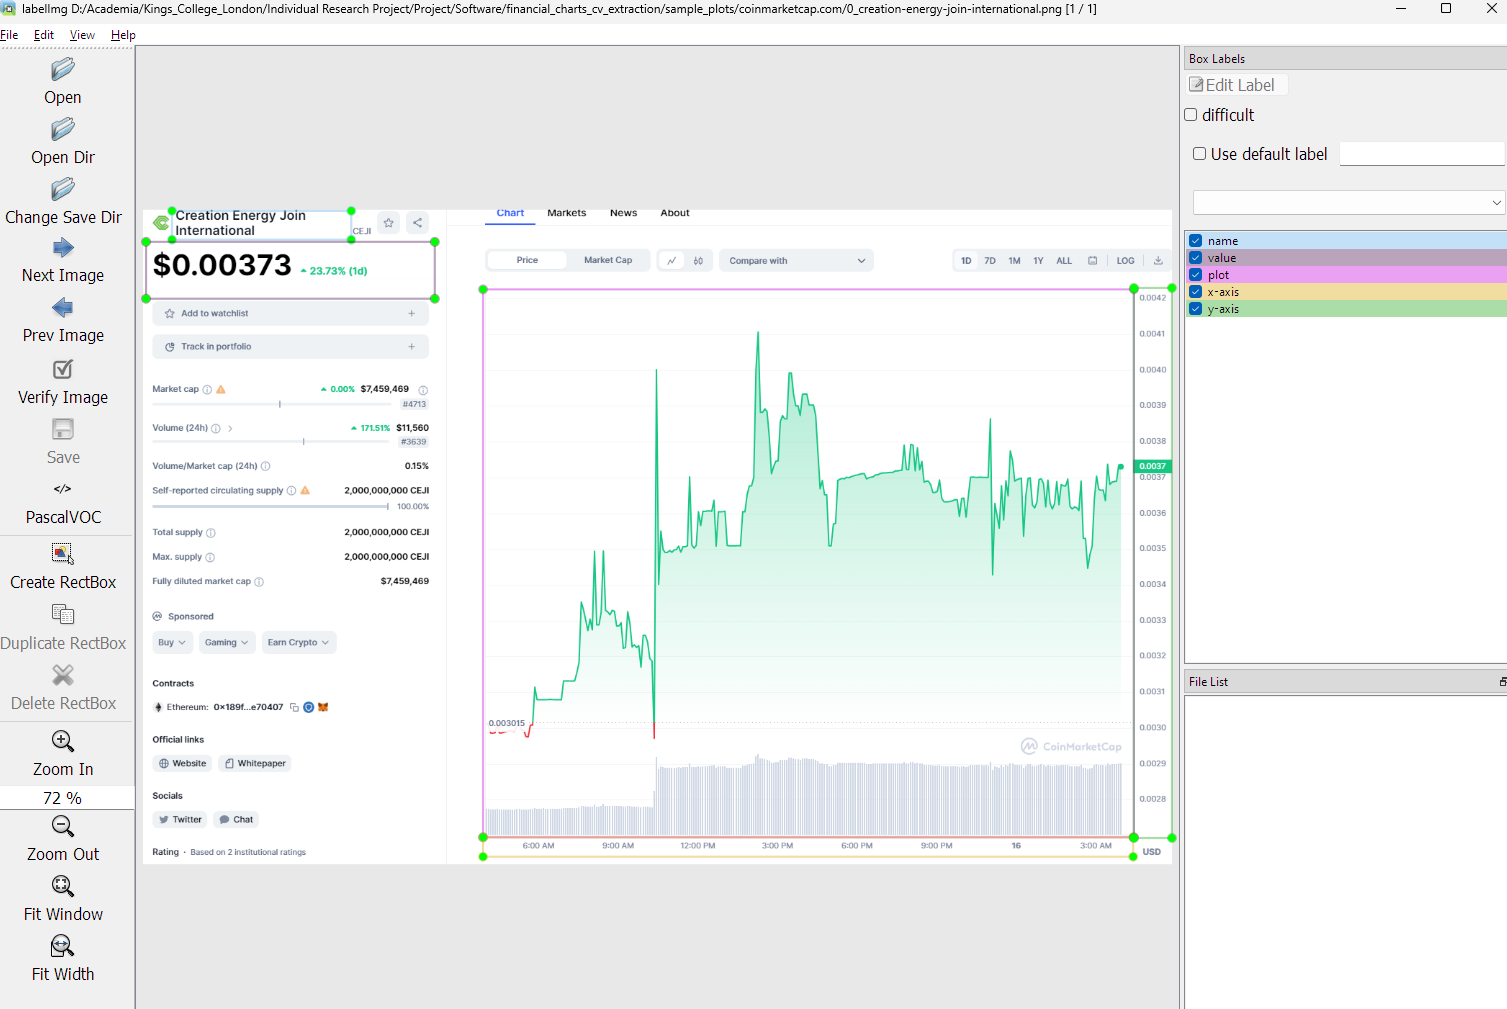 labelImg D:/Academia/Kings_College_London/Individual Research Project/Project/Software/financial_charts_cv_extraction/sample_plots/coinmarketcap.com/0_creation-energy-join-international.png [1 / 1]
File Edit View Help
Open
Open Dir
Change Save Dir
Next Image
Prev Image
Verify Image
Save
</>
PascalVOC
Create RectBox
Duplicate RectBox
Delete RectBox
Zoom In
72 %
Zoom Out
Fit Window
Fit Width
Creation Energy Join
International
CEJI
$0.00373 23.73% (1d)
Add to watchlist +
Track in portfolio +
Market cap 0.00% $7,459,469
#4713
Volume (24h) 171.51% $11,560
#3639
Volume/Market cap (24h) 0.15%
Self-reported circulating supply 2,000,000,000 CEJI
100.00%
Total supply 2,000,000,000 CEJI
Max. supply 2,000,000,000 CEJI
Fully diluted market cap $7,459,469
Sponsored
Buy Gaming Earn Crypto
Contracts
Ethereum: 0x189f...e70407
Official links
Website Whitepaper
Socials
Twitter Chat
Rating • Based on 2 institutional ratings
Chart Markets News About
Price Market Cap Compare with 1D 7D 1M 1Y ALL LOG
0.0042
0.0041
0.0040
0.0039
0.0038
0.0037
0.0037
0.0036
0.0035
0.0034
0.0033
0.0032
0.0031
0.0030
0.0029
0.0028
0.003015
CoinMarketCap
6:00 AM 9:00 AM 12:00 PM 3:00 PM 6:00 PM 9:00 PM 16 3:00 AM
USD
Box Labels
Edit Label
difficult
Use default label
name
value
plot
x-axis
y-axis
File List